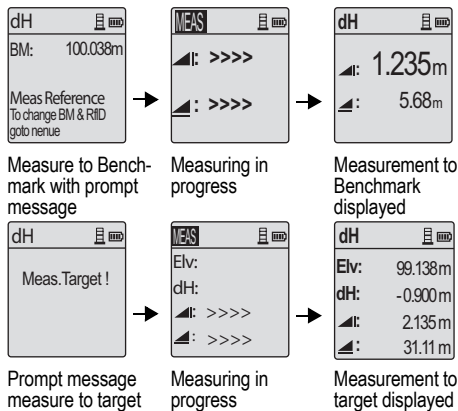 dH
BM: 100.038m
Meas Reference
To change BM & RfID
goto nenue
MEAS
: >>>>
: >>>>
dH
: 1.235m
: 5.68m
Measure to Bench-
mark with prompt
message
Measuring in
progress
Measurement to
Benchmark
displayed
dH
Meas.Target !
MEAS
Elv:
dH:
: >>>>
: >>>>
dH
Elv: 99.138m
dH: -0.900m
: 2.135m
: 31.11m
Prompt message
measure to target
Measuring in
progress
Measurement to
target displayed